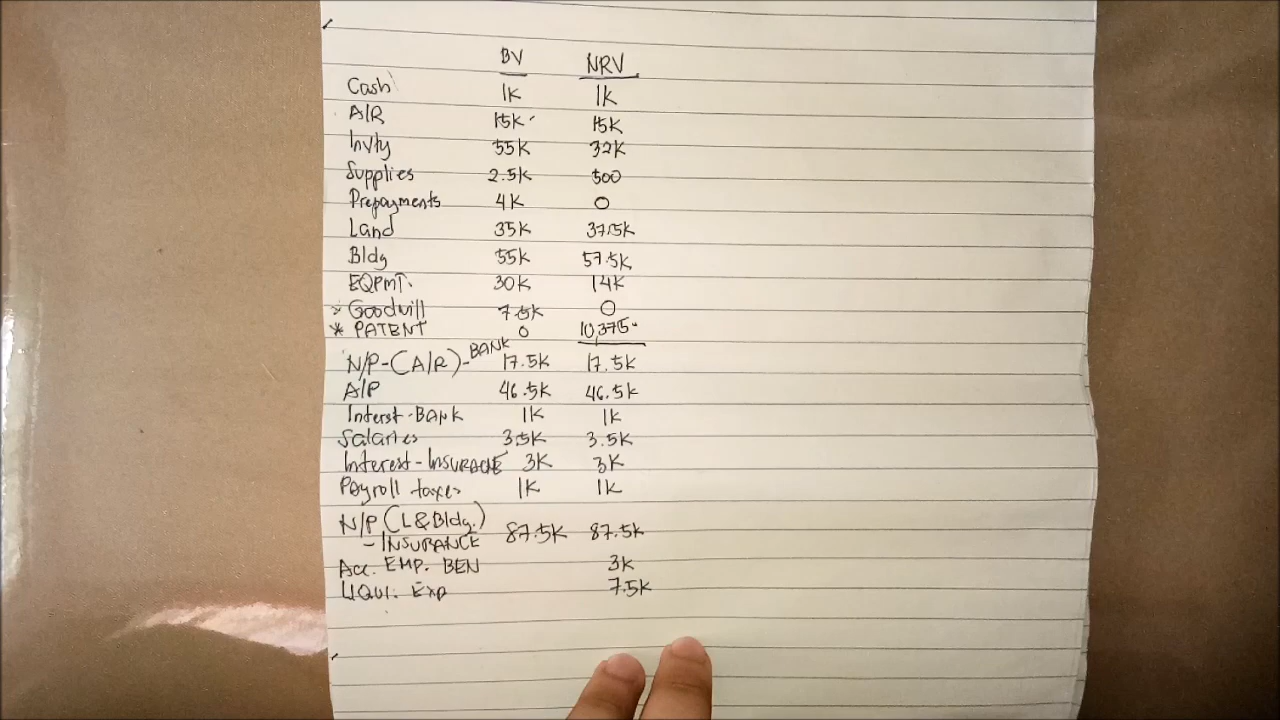 BV NRV
Cash 1K 1K
A/R 15K 15K
Invty 55K 32K
Supplies 2.5K 500
Prepayments 4K 0
Land 35K 37.5K
Bldg 55K 57.5K
EQPMT. 30K 14K
* Goodwill 7.5K 0
* PATENT 0 10,375
N/P-(A/R)-BANK 17.5K 17.5K
A/P 46.5K 46.5K
Interst-BANK 1K 1K
Salaries 3.5K 3.5K
Interest- 3K 3K
Payroll taxes 1K 1K
N/P (L&Bldg.)
- INSURANCE 87.5K 87.5K
Acc. EMP. BEN 3K
LIQUI. EXP 7.5K